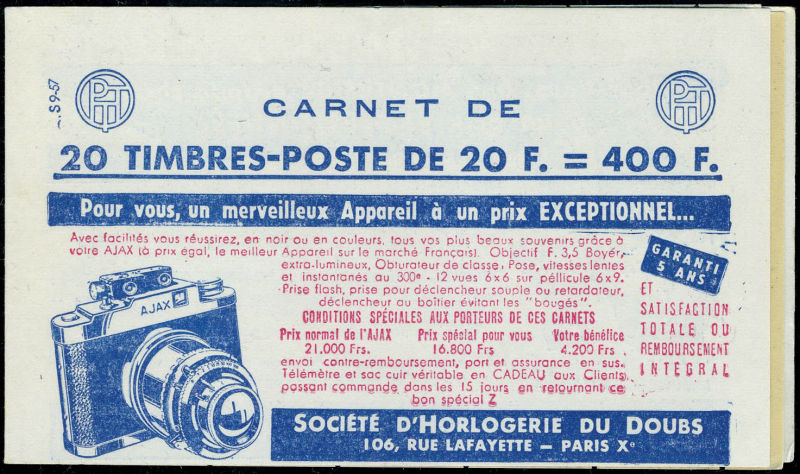 PTT
PTT
S 9-57
CARNET DE
20 TIMBRES-POSTE DE 20 F. = 400 F.
Pour vous, un merveilleux Appareil à un prix EXCEPTIONNEL...
Avec facilités vous réussirez, en noir ou en couleurs, tous vos plus beaux souvenirs grâce à
votre AJAX (à prix égal, le meilleur Appareil sur le marché Français). Objectif F. 3,5 Boyer,
extra-lumineux, Obturateur de classe. Pose, vitesses lentes
et instantanés au 300e - 12 vues 6x6 sur péllicule 6x9.
Prise flash, prise pour déclencheur souple ou retardateur,
déclencheur au boîtier évitant les "bougés".
GARANTI
5 ANS
ET
SATISFACTION
TOTALE OU
REMBOURSEMENT
INTÉGRAL
AJAX
CONDITIONS SPÉCIALES AUX PORTEURS DE CES CARNETS
Prix normal de l'AJAX Prix spécial pour vous Votre bénéfice
21.000 Frs. 16.800 Frs 4.200 Frs.
envoi contre-remboursement, port et assurance en sus.
Télémètre et sac cuir véritable en CADEAU aux Clients
passant commande dans les 15 jours en retournant ce
bon spécial Z
SOCIÉTÉ D'HORLOGERIE DU DOUBS
106, RUE LAFAYETTE – PARIS Xe